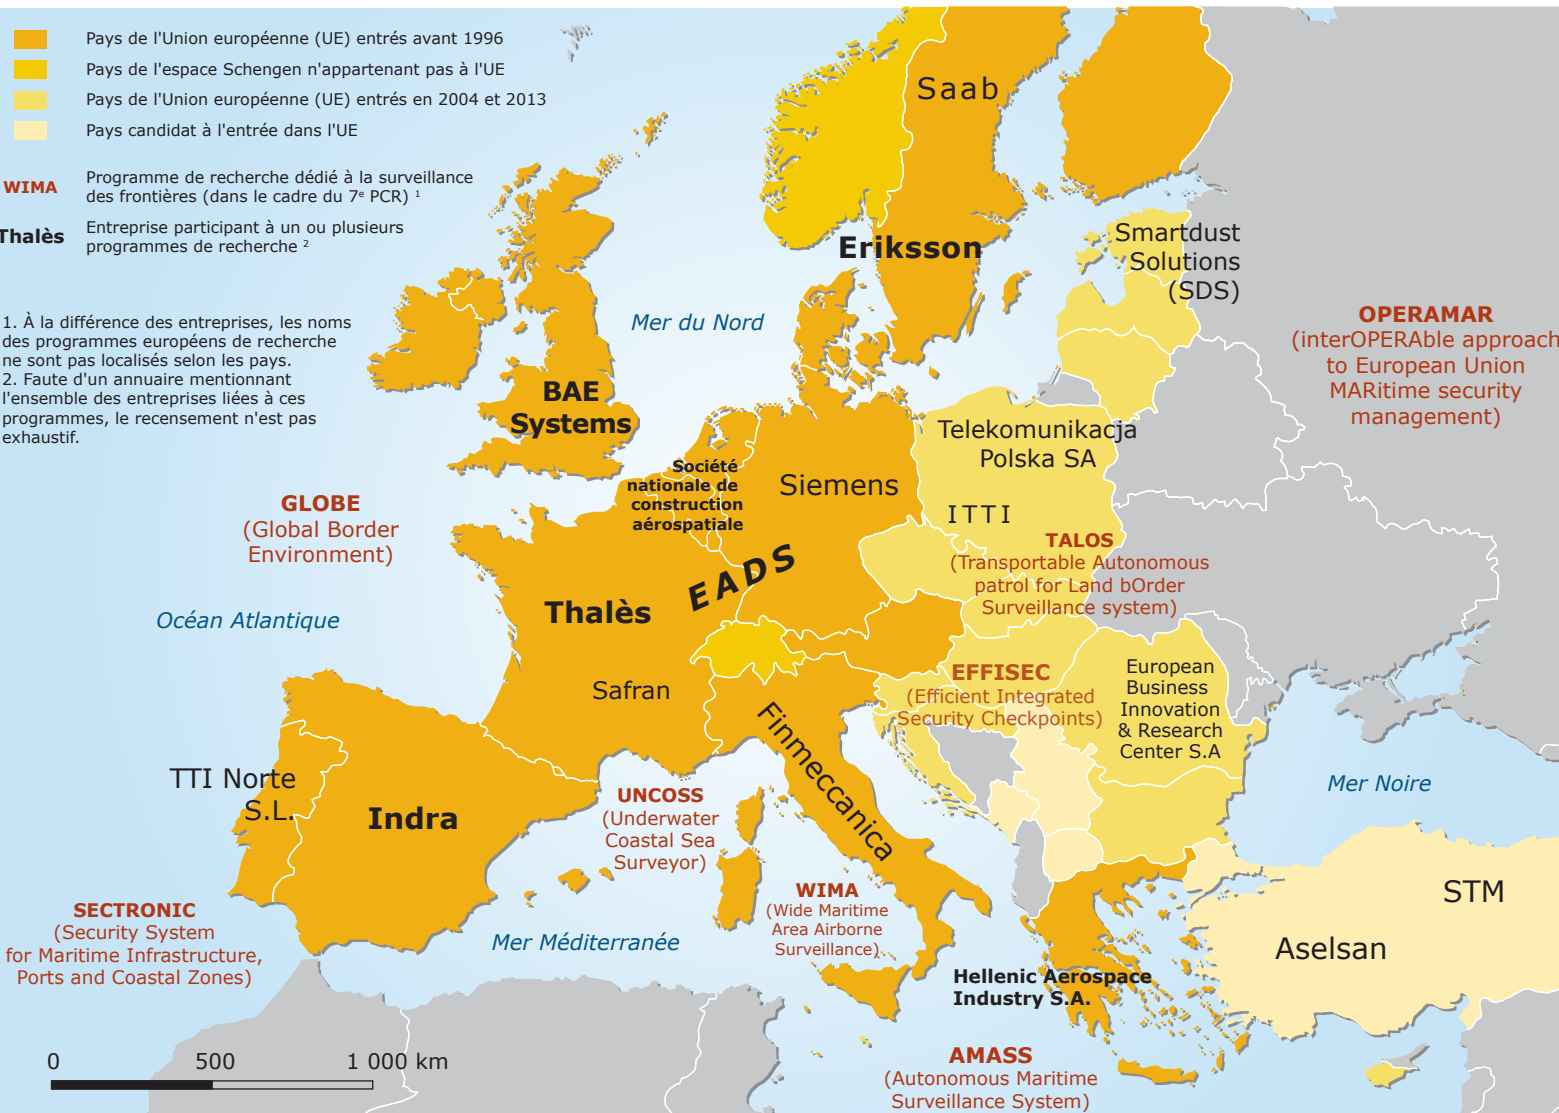 Pays de l'Union européenne (UE) entrés avant 1996
Pays de l'espace Schengen n'appartenant pas à l'UE
Pays de l'Union européenne (UE) entrés en 2004 et 2013
Pays candidat à l'entrée dans l'UE
WIMA
Programme de recherche dédié à la surveillance
des frontières (dans le cadre du 7e PCR) 1
Thalès
Entreprise participant à un ou plusieurs
programmes de recherche 2
1. À la différence des entreprises, les noms
des programmes européens de recherche
ne sont pas localisés selon les pays.
2. Faute d'un annuaire mentionnant
l'ensemble des entreprises liées à ces
programmes, le recensement n'est pas
exhaustif.
Saab
Eriksson
Smartdust
Solutions
(SDS)
Mer du Nord
OPERAMAR
(interOPERAble approach
to European Union
MARitime security
management)
BAE
Systems
Telekomunikacja
Polska SA
Société
nationale de
construction
aérospatiale
Siemens
ITTI
GLOBE
(Global Border
Environment)
TALOS
(Transportable Autonomous
patrol for Land bOrder
Surveillance system)
EADS
Thalès
Océan Atlantique
Safran
EFFISEC
(Efficient Integrated
Security Checkpoints)
European
Business
Innovation
& Research
Center S.A
Finmeccanica
TTI Norte
S.L.
Indra
UNCOSS
(Underwater
Coastal Sea
Surveyor)
Mer Noire
WIMA
(Wide Maritime
Area Airborne
Surveillance)
STM
Aselsan
SECTRONIC
(Security System
for Maritime Infrastructure,
Ports and Coastal Zones)
Mer Méditerranée
Hellenic Aerospace
Industry S.A.
AMASS
(Autonomous Maritime
Surveillance System)
0 500 1 000 km